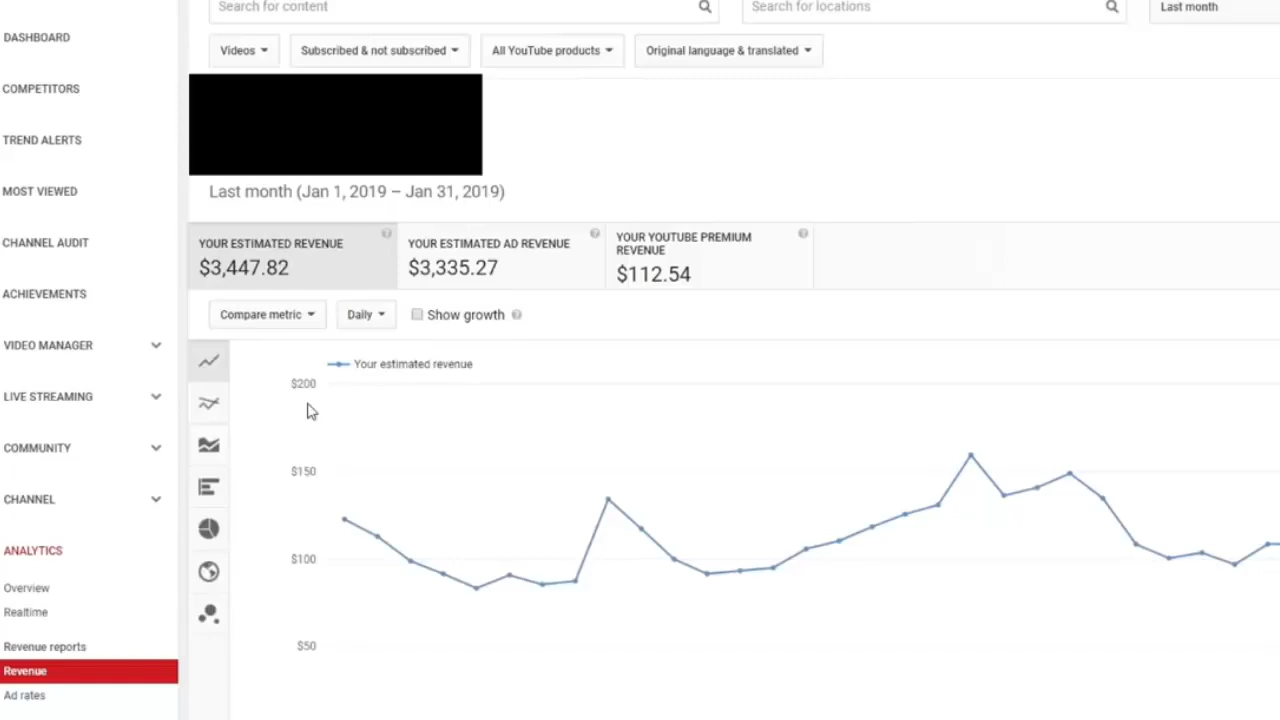 Search for content
Search for locations
Last month
Videos
Subscribed & not subscribed
All YouTube products
Original language & translated
Last month (Jan 1, 2019 – Jan 31, 2019)
YOUR ESTIMATED REVENUE
$3,447.82
YOUR ESTIMATED AD REVENUE
$3,335.27
YOUR YOUTUBE PREMIUM
REVENUE
$112.54
Compare metric
Daily
Show growth
Your estimated revenue
$200
$150
$100
$50
DASHBOARD
COMPETITORS
TREND ALERTS
MOST VIEWED
CHANNEL AUDIT
ACHIEVEMENTS
VIDEO MANAGER
LIVE STREAMING
COMMUNITY
CHANNEL
ANALYTICS
Overview
Realtime
Revenue reports
Revenue
Ad rates